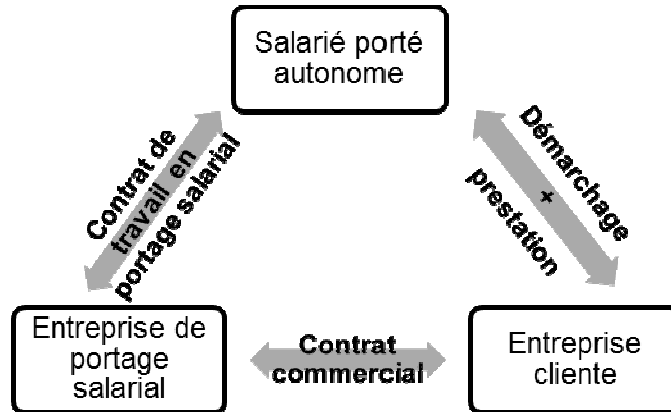 Salarié porté
autonome
Contrat de
travail en
portage salarial
Démarchage
+
prestation
Entreprise de
portage
salarial
Contrat
commercial
Entreprise
cliente